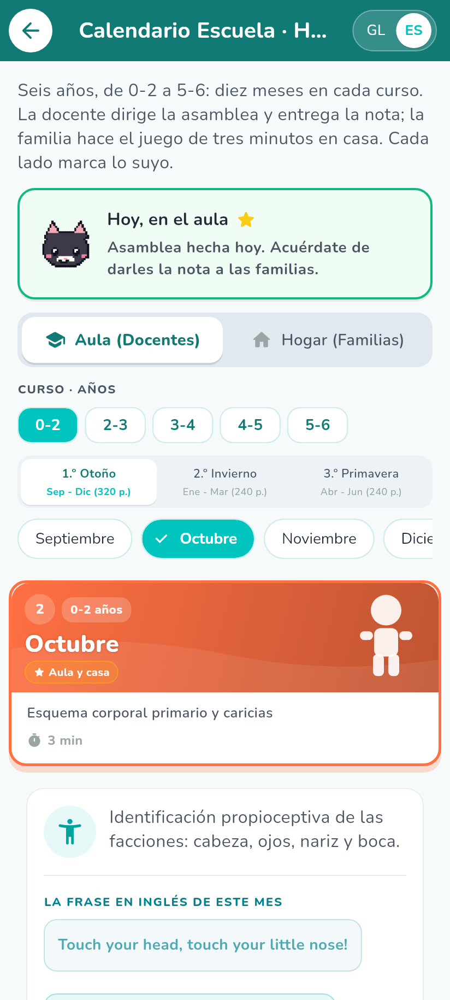 Calendario Escuela · H...
GL
ES
Seis años, de 0-2 a 5-6: diez meses en cada curso.
La docente dirige la asamblea y entrega la nota; la
familia hace el juego de tres minutos en casa. Cada
lado marca lo suyo.
Hoy, en el aula
Asamblea hecha hoy. Acuérdate de
darles la nota a las familias.
Aula (Docentes)
Hogar (Familias)
CURSO · AÑOS
0-2
2-3
3-4
4-5
5-6
1.º Otoño
Sep - Dic (320 p.)
2.º Invierno
Ene - Mar (240 p.)
3.º Primavera
Abr - Jun (240 p.)
Septiembre
Octubre
Noviembre
Dicie
2
0-2 años
Octubre
Aula y casa
Esquema corporal primario y caricias
3 min
Identificación propioceptiva de las
facciones: cabeza, ojos, nariz y boca.
LA FRASE EN INGLÉS DE ESTE MES
Touch your head, touch your little nose!